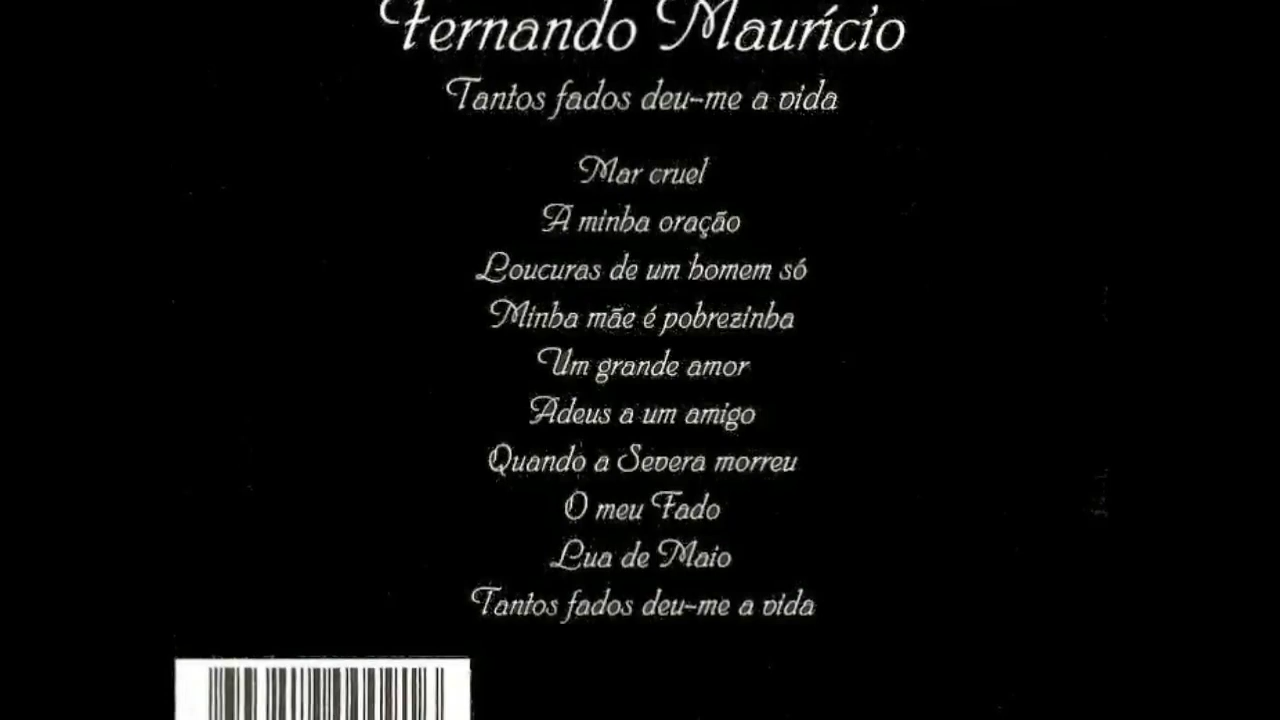 Fernando Maurício
Tantos fados deu-me a vida
Mar cruel
A minha oração
Loucuras de um homem só
Minha mãe é pobrezinha
Um grande amor
Adeus a um amigo
Quando a Severa morreu
O meu Fado
Lua de Maio
Tantos fados deu-me a vida